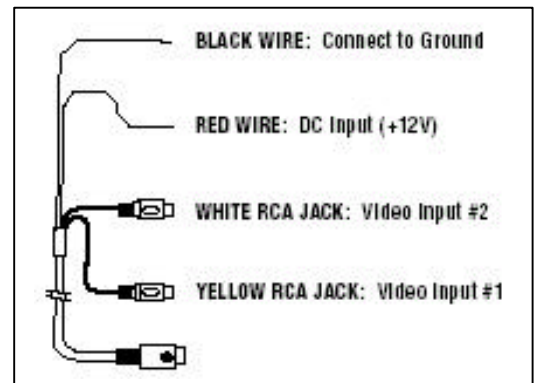 BLACK WIRE: Connect to Ground
RED WIRE: DC Input (+12V)
WHITE RCA JACK: Video Input #2
YELLOW RCA JACK: Video Input #1